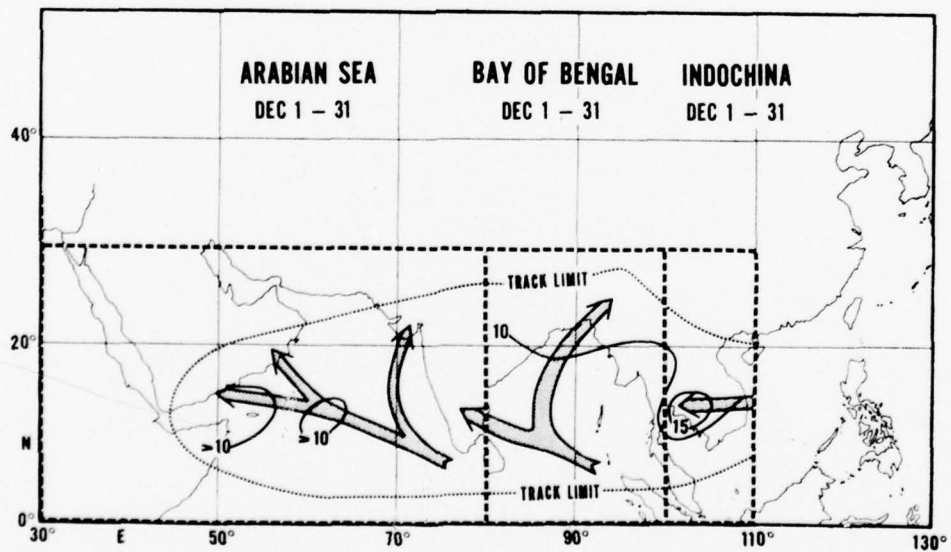 ARABIAN SEA
DEC 1 – 31
BAY OF BENGAL
DEC 1 – 31
INDOCHINA
DEC 1 – 31
40°
TRACK LIMIT
20°
10
≥10
≥10
15
N
TRACK LIMIT
0°
30°
E
50°
70°
90°
110°
130°